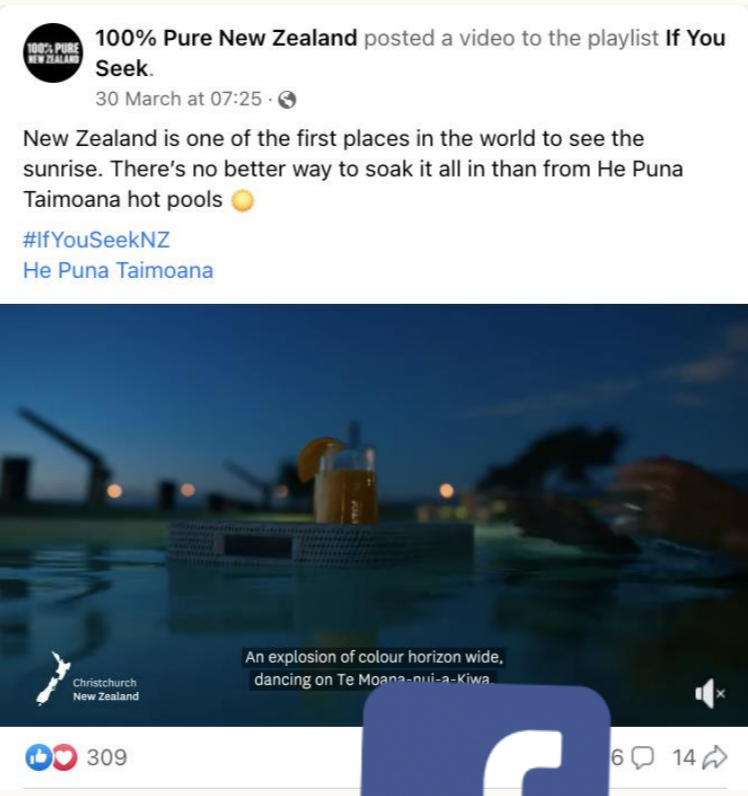 100% PURE
NEW ZEALAND
100% Pure New Zealand posted a video to the playlist If You
Seek.
30 March at 07:25 ·
New Zealand is one of the first places in the world to see the
sunrise. There's no better way to soak it all in than from He Puna
Taimoana hot pools
#IfYouSeekNZ
He Puna Taimoana
An explosion of colour horizon wide,
dancing on Te Moana-nui-a-Kiwa.
Christchurch
New Zealand
309
6
14